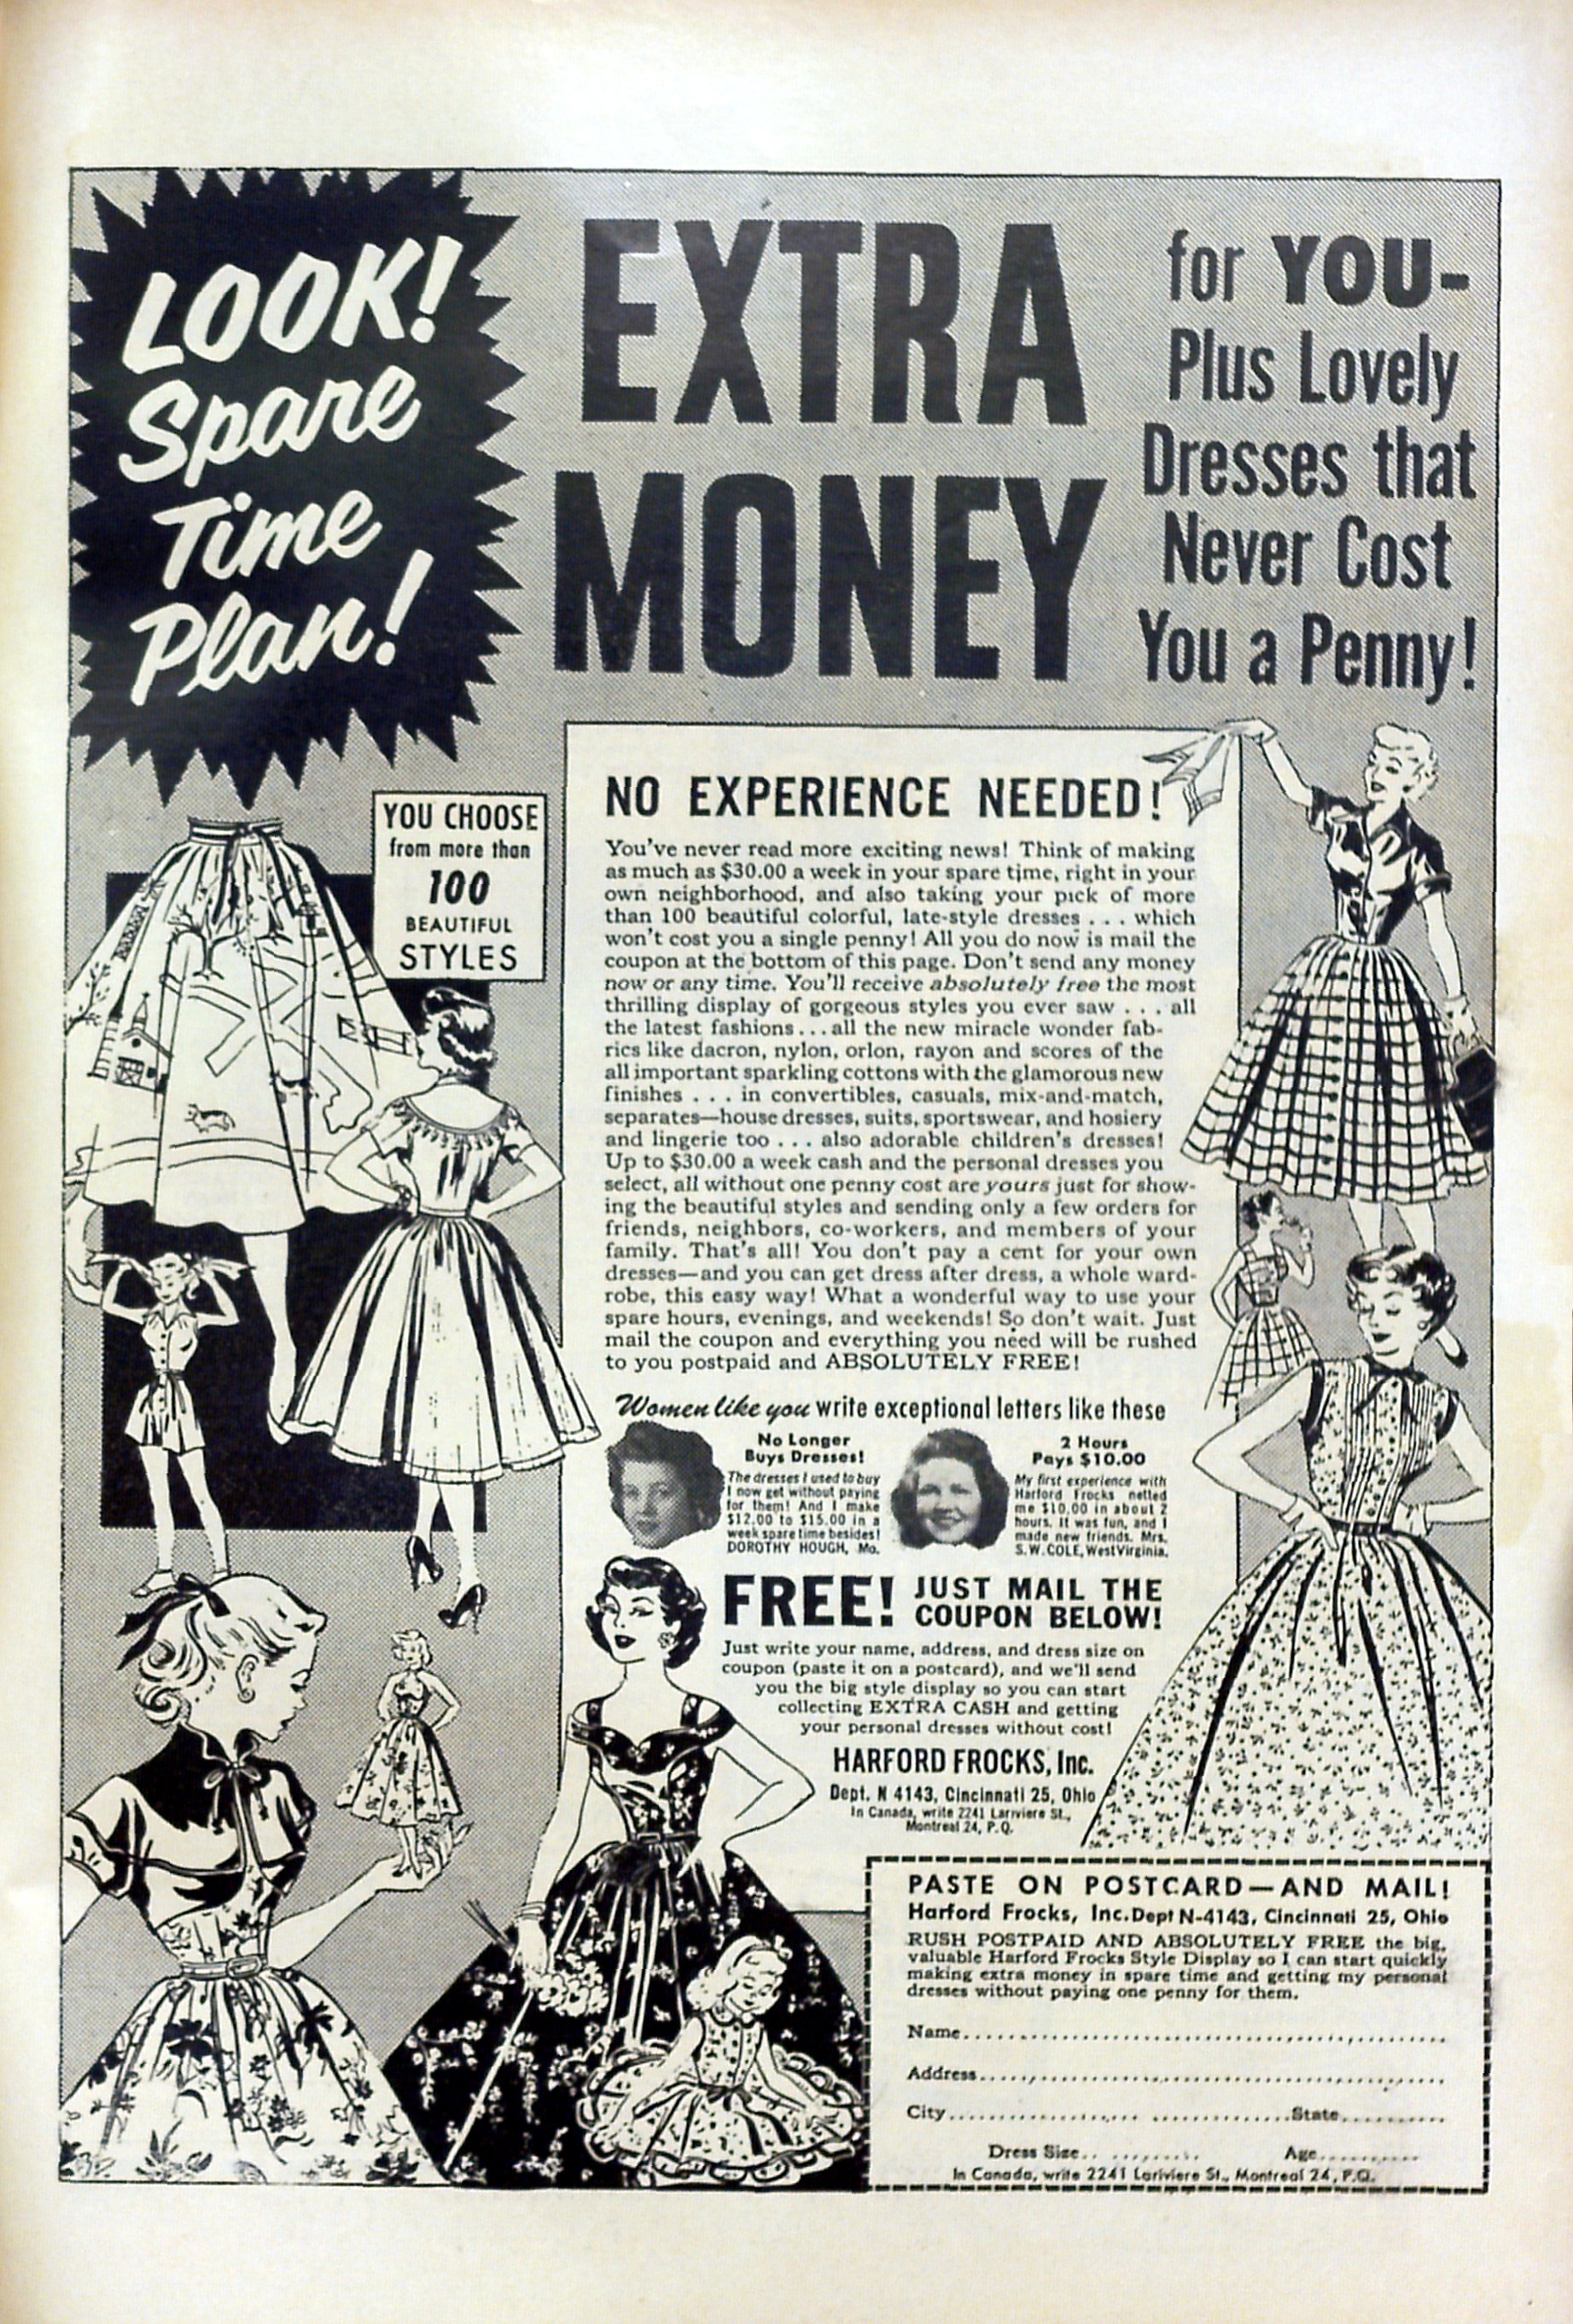 LOOK!
Spare
Time
Plan!
EXTRA
MONEY
for YOU-
Plus Lovely
Dresses that
Never Cost
You a Penny!
YOU CHOOSE
from more than
100
BEAUTIFUL
STYLES
NO EXPERIENCE NEEDED!
You've never read more exciting news! Think of making
as much as $30.00 a week in your spare time, right in your
own neighborhood, and also taking your pick of more
than 100 beautiful colorful, late-style dresses . . . which
won't cost you a single penny! All you do now is mail the
coupon at the bottom of this page. Don't send any money
now or any time. You'll receive absolutely free the most
thrilling display of gorgeous styles you ever saw . . . all
the latest fashions...all the new miracle wonder fab-
rics like dacron, nylon, orlon, rayon and scores of the
all important sparkling cottons with the glamorous new
finishes . . . in convertibles, casuals, mix-and-match,
separates—house dresses, suits, sportswear, and hosiery
and lingerie too . . . also adorable children's dresses!
Up to $30.00 a week cash and the personal dresses you
select, all without one penny cost are yours just for show-
ing the beautiful styles and sending only a few orders for
friends, neighbors, co-workers, and members of your
family. That's all! You don't pay a cent for your own
dresses—and you can get dress after dress, a whole ward-
robe, this easy way! What a wonderful way to use your
spare hours, evenings, and weekends! So don't wait. Just
mail the coupon and everything you need will be rushed
to you postpaid and ABSOLUTELY FREE!
Women like you write exceptional letters like these
No Longer
Buys Dresses!
The dresses I used to buy
I now get without paying
for them! And I make
$12.00 to $15.00 in a
week spare time besides!
DOROTHY HOUGH, Mo.
2 Hours
Pays $10.00
My first experience with
Harford Frocks netted
me $10.00 in about 2
hours. It was fun, and I
made new friends. Mrs.
S. W. COLE, West Virginia.
FREE! JUST MAIL THE
COUPON BELOW!
Just write your name, address, and dress size on
coupon (paste it on a postcard), and we'll send
you the big style display so you can start
collecting EXTRA CASH and getting
your personal dresses without cost!
HARFORD FROCKS, Inc.
Dept. N 4143, Cincinnati 25, Ohio
In Canada, write 2241 Lariviere St.,
Montreal 24, P.Q.
PASTE ON POSTCARD—AND MAIL!
Harford Frocks, Inc. Dept N-4143, Cincinnati 25, Ohio
RUSH POSTPAID AND ABSOLUTELY FREE the big,
valuable Harford Frocks Style Display so I can start quickly
making extra money in spare time and getting my personal
dresses without paying one penny for them.
Name
Address
City State
Dress Size Age
In Canada, write 2241 Lariviere St., Montreal 24, P.Q.